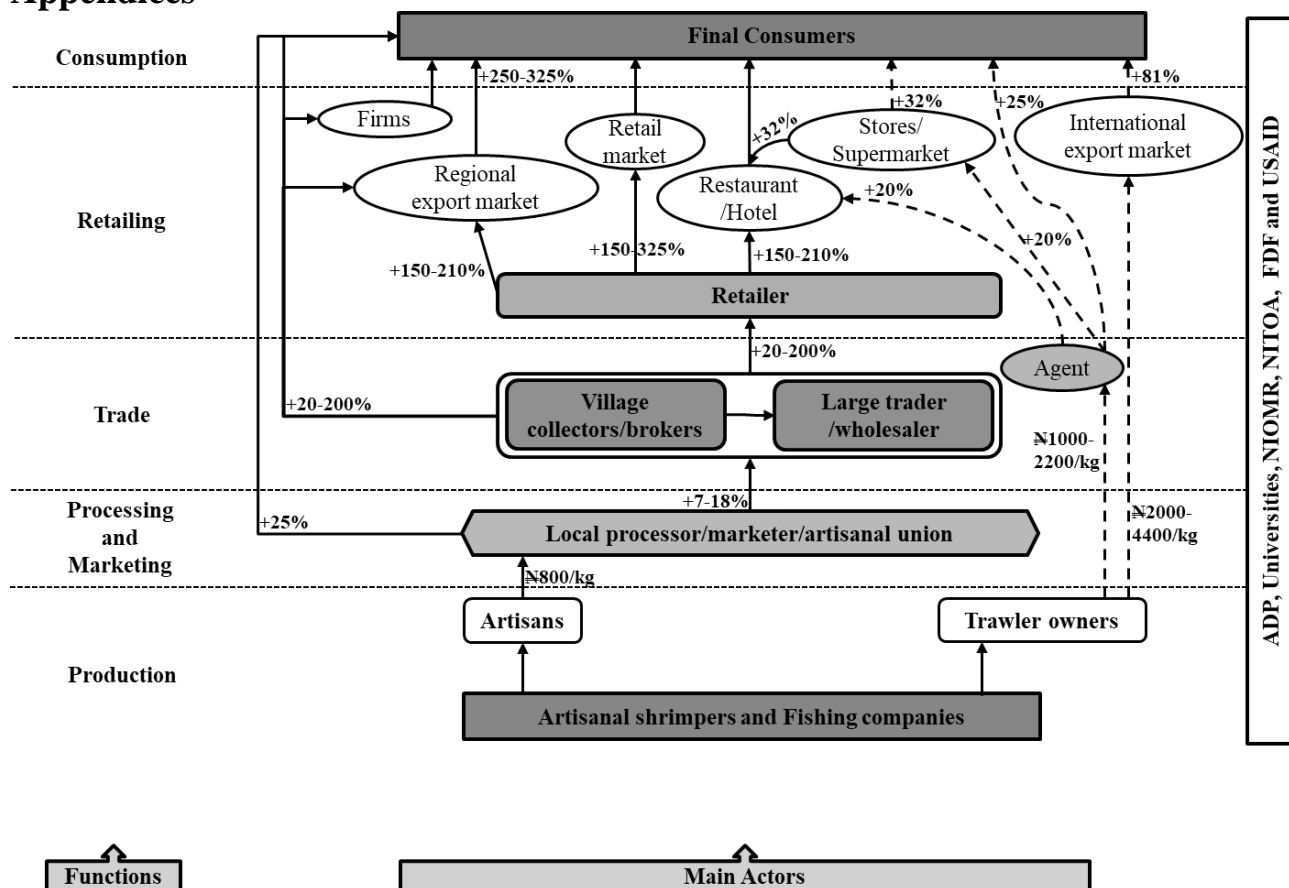 Appendices
Final Consumers
Consumption
+250-325%
+81%
Firms
Retail
market
+32%
Stores/
Supermarket
+32%
+25%
International
export market
Regional
export market
Restaurant
/Hotel
+20%
Retailing
+150-210%
+150-325%
+150-210%
+20%
Retailer
+20-200%
Agent
Trade
+20-200%
Village
collectors/brokers
Large trader
/wholesaler
₦1000-
2200/kg
Processing
and
Marketing
+7-18%
+25%
Local processor/marketer/artisanal union
₦2000-
4400/kg
₦800/kg
Artisans
Trawler owners
Production
Artisanal shrimpers and Fishing companies
ADP, Universities, NIOMR, NITOA, FDF and USAID
Functions
Main Actors